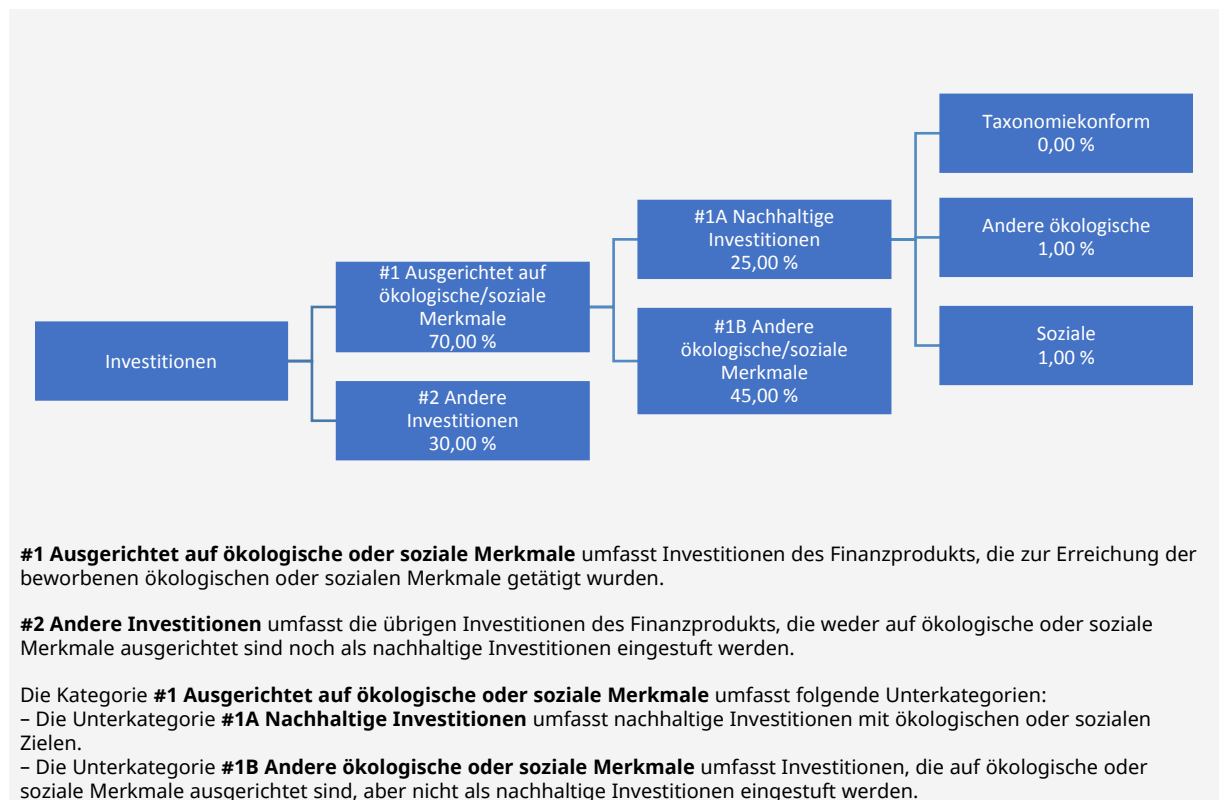 Investitionen
#1 Ausgerichtet auf
ökologische/soziale
Merkmale
70,00 %
#2 Andere
Investitionen
30,00 %
#1A Nachhaltige
Investitionen
25,00 %
#1B Andere
ökologische/soziale
Merkmale
45,00 %
Taxonomiekonform
0,00 %
Andere ökologische
1,00 %
Soziale
1,00 %
#1 Ausgerichtet auf ökologische oder soziale Merkmale umfasst Investitionen des Finanzprodukts, die zur Erreichung der
beworbenen ökologischen oder sozialen Merkmale getätigt wurden.
#2 Andere Investitionen umfasst die übrigen Investitionen des Finanzprodukts, die weder auf ökologische oder soziale
Merkmale ausgerichtet sind noch als nachhaltige Investitionen eingestuft werden.
Die Kategorie #1 Ausgerichtet auf ökologische oder soziale Merkmale umfasst folgende Unterkategorien:
– Die Unterkategorie #1A Nachhaltige Investitionen umfasst nachhaltige Investitionen mit ökologischen oder sozialen
Zielen.
– Die Unterkategorie #1B Andere ökologische oder soziale Merkmale umfasst Investitionen, die auf ökologische oder
soziale Merkmale ausgerichtet sind, aber nicht als nachhaltige Investitionen eingestuft werden.